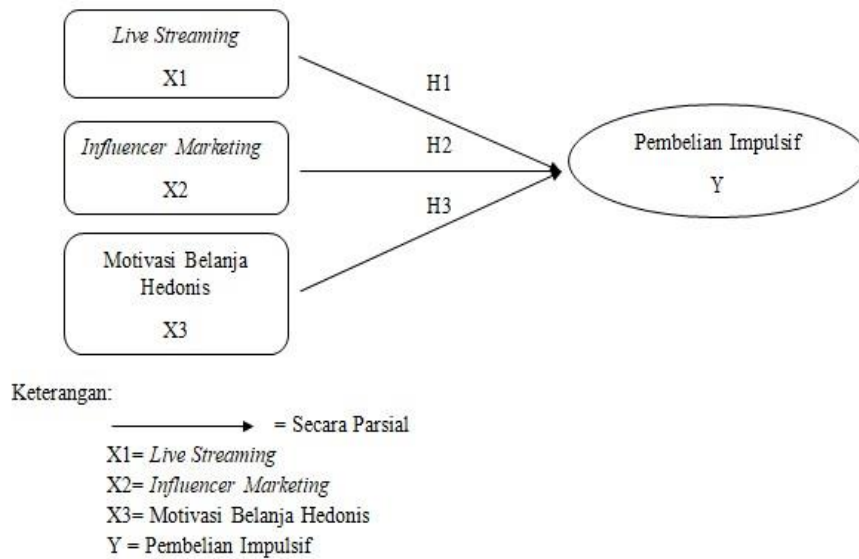 Live Streaming
X1
H1
Influencer Marketing
X2
H2
Pembelian Impulsif
Y
H3
Motivasi Belanja
Hedonis
X3
Keterangan:
= Secara Parsial
X1= Live Streaming
X2= Influencer Marketing
X3= Motivasi Belanja Hedonis
Y = Pembelian Impulsif